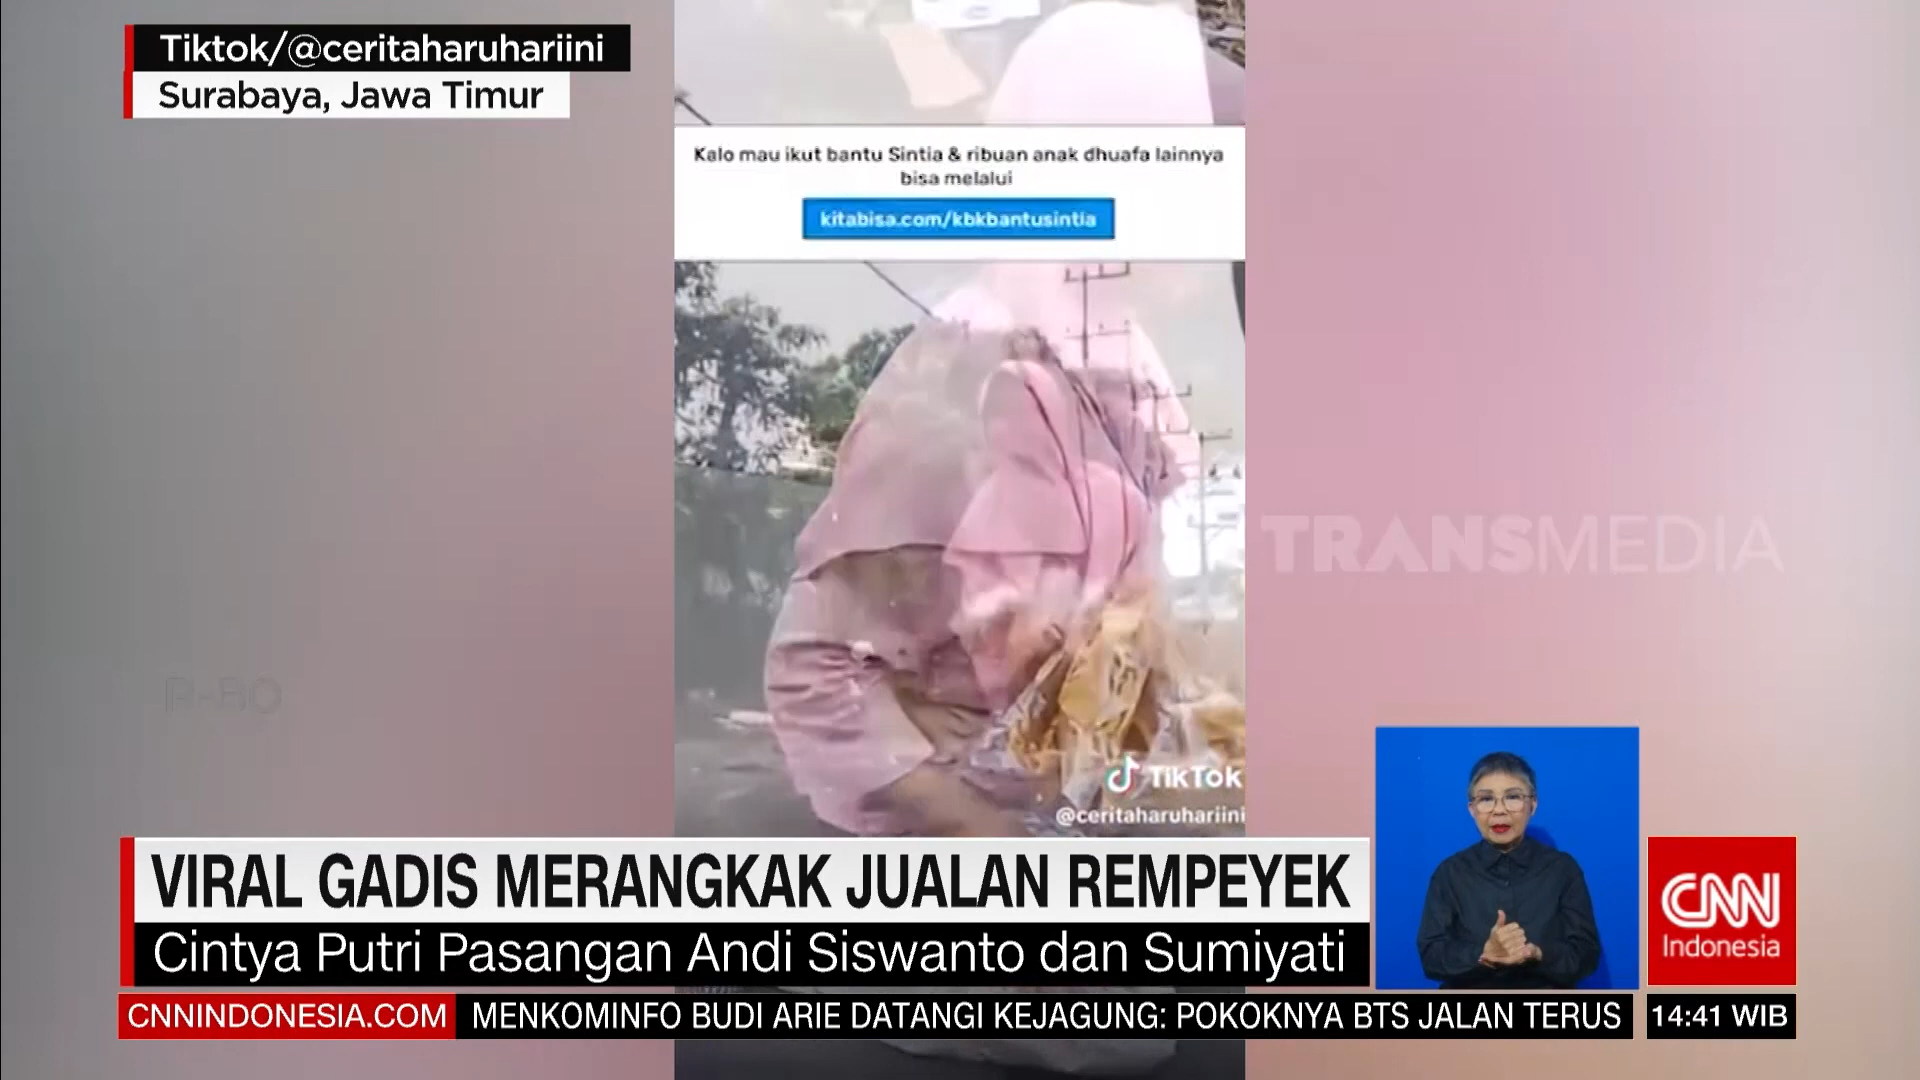 Tiktok/@ceritaharuhariini
Surabaya, Jawa Timur
Kalo mau ikut bantu Sintia & ribuan anak dhuafa lainnya
bisa melalui
kitabisa.com/kbkbantusintia
TRANSMEDIA
R-BO
TikTok
@ceritaharuhariini
VIRAL GADIS MERANGKAK JUALAN REMPEYEK
Cintya Putri Pasangan Andi Siswanto dan Sumiyati
CNN
Indonesia
CNNINDONESIA.COM MENKOMINFO BUDI ARIE DATANGI KEJAGUNG: POKOKNYA BTS JALAN TERUS 14:41 WIB